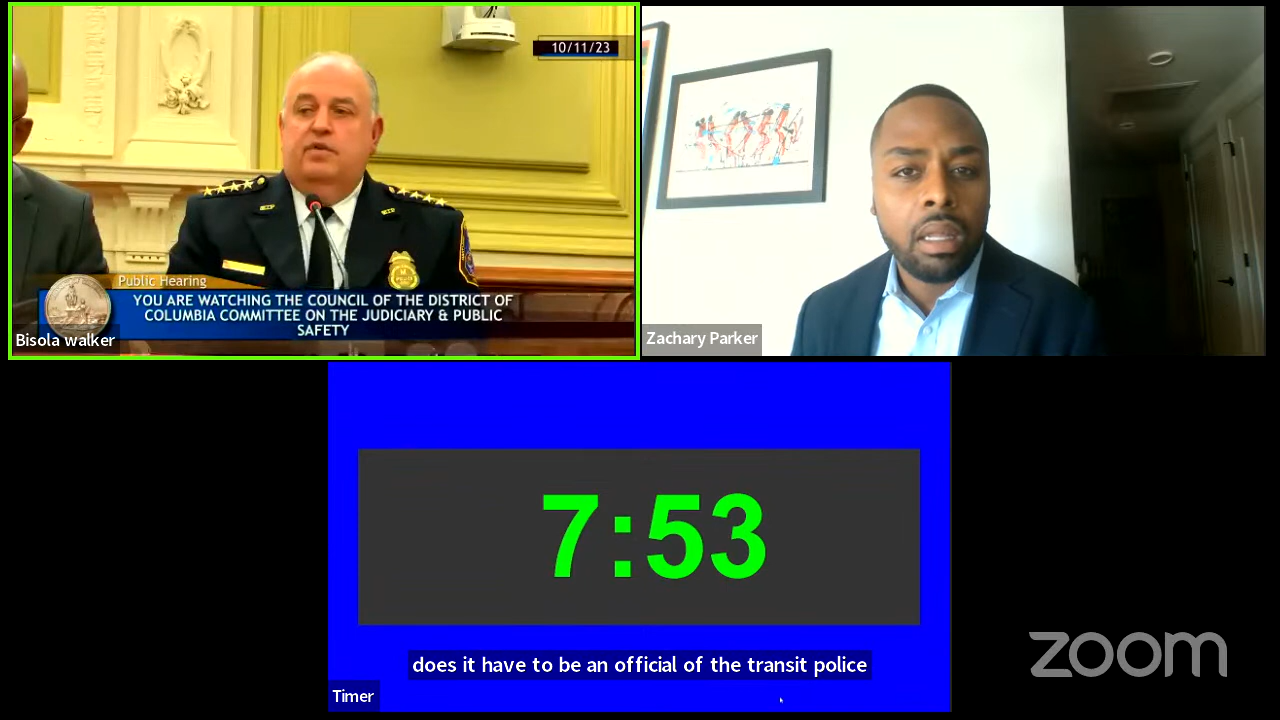 10/11/23
Public Hearing
YOU ARE WATCHING THE COUNCIL OF THE DISTRICT OF
COLUMBIA COMMITTEE ON THE JUDICIARY & PUBLIC
SAFETY
Bisola walker
Zachary Parker
7:53
does it have to be an official of the transit police
Timer
zoom